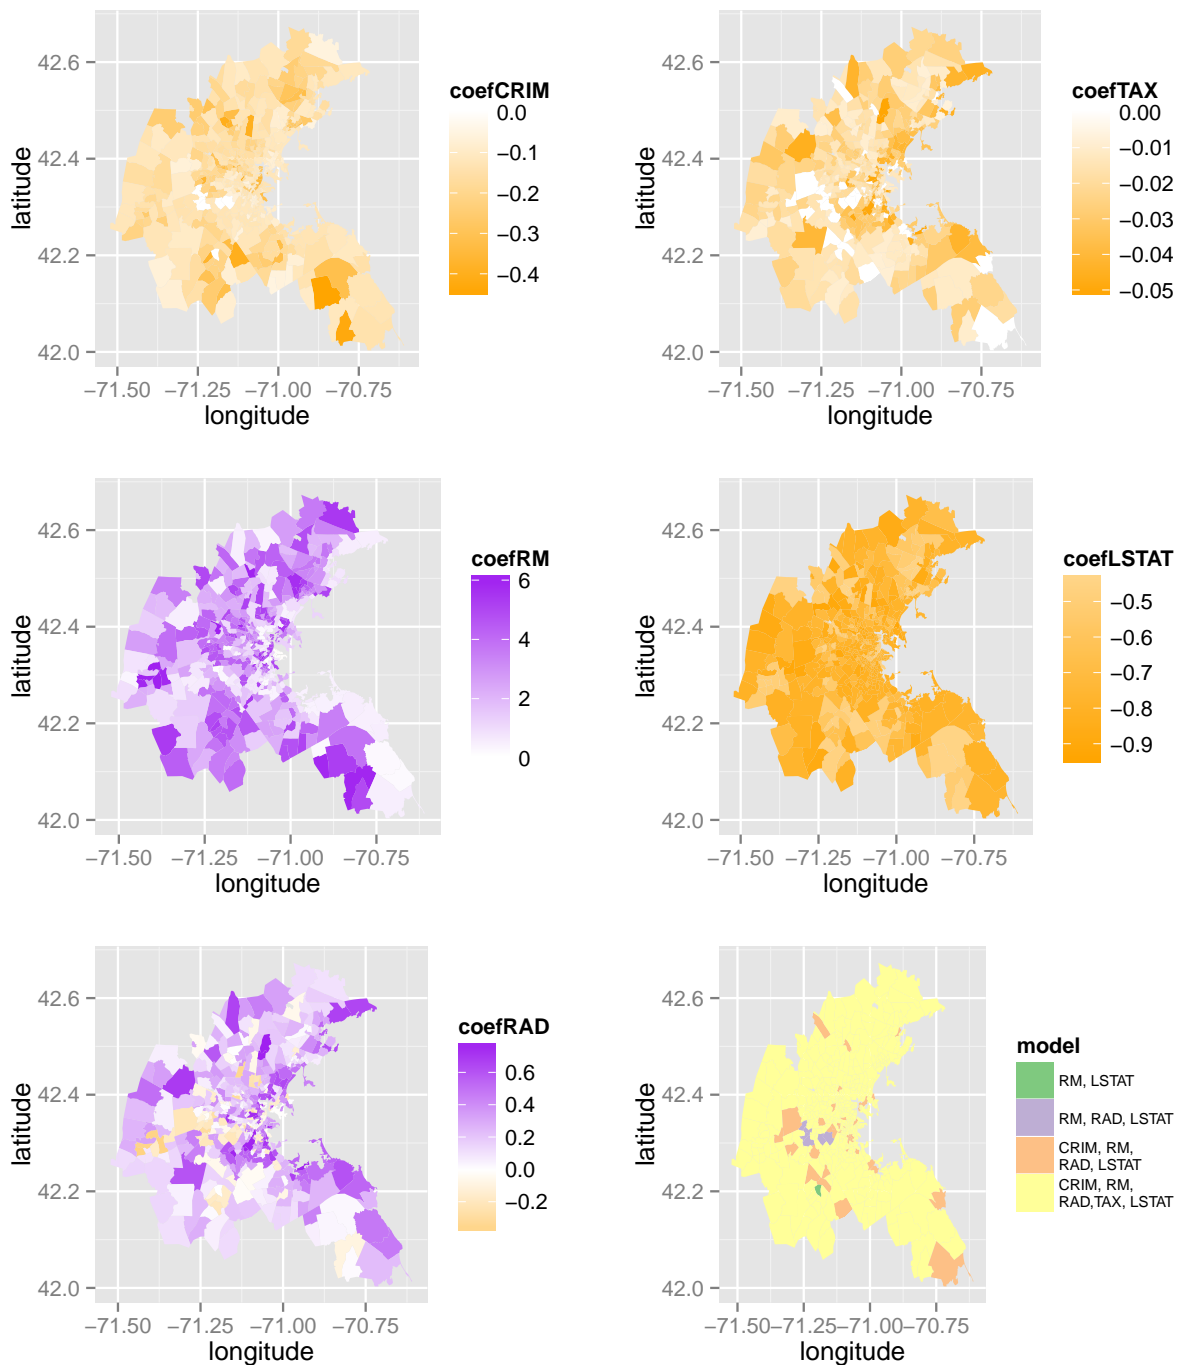 coefCRIM
0.0
−0.1
−0.2
−0.3
−0.4
42.6
42.4
42.2
42.0
latitude
−71.50 −71.25 −71.00 −70.75
longitude
coefTAX
0.00
−0.01
−0.02
−0.03
−0.04
−0.05
42.6
42.4
42.2
42.0
latitude
−71.50 −71.25 −71.00 −70.75
longitude
coefRM
6
4
2
0
42.6
42.4
42.2
42.0
latitude
−71.50 −71.25 −71.00 −70.75
longitude
coefLSTAT
−0.5
−0.6
−0.7
−0.8
−0.9
42.6
42.4
42.2
42.0
latitude
−71.50 −71.25 −71.00 −70.75
longitude
coefRAD
0.6
0.4
0.2
0.0
−0.2
42.6
42.4
42.2
42.0
latitude
−71.50 −71.25 −71.00 −70.75
longitude
model
RM, LSTAT
RM, RAD, LSTAT
CRIM, RM,
RAD, LSTAT
CRIM, RM,
RAD,TAX, LSTAT
42.6
42.4
42.2
42.0
latitude
−71.50−71.25−71.00−70.75
longitude